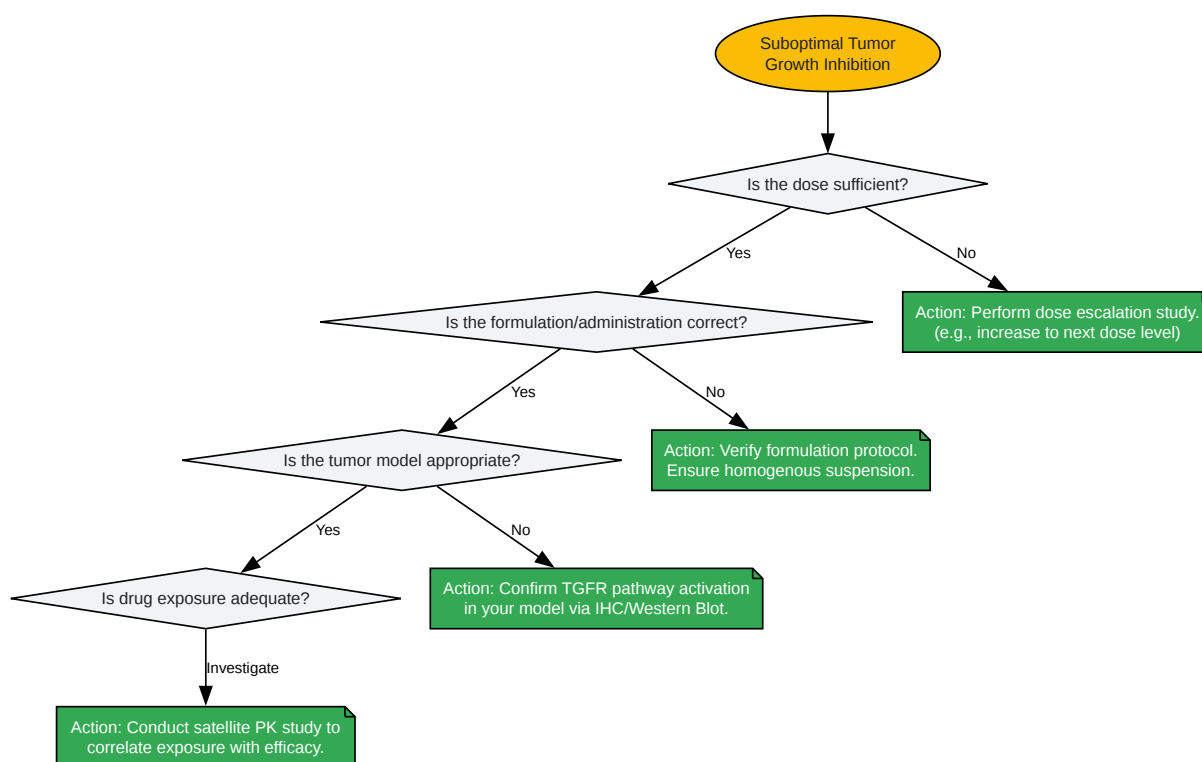 Suboptimal Tumor
Growth Inhibition
Is the dose sufficient?
Yes
No
Is the formulation/administration correct?
Action: Perform dose escalation study.
(e.g., increase to next dose level)
Yes
No
Is the tumor model appropriate?
Action: Verify formulation protocol.
Ensure homogenous suspension.
Yes
No
Is drug exposure adequate?
Action: Confirm TGFR pathway activation
in your model via IHC/Western Blot.
Investigate
Action: Conduct satellite PK study to
correlate exposure with efficacy.